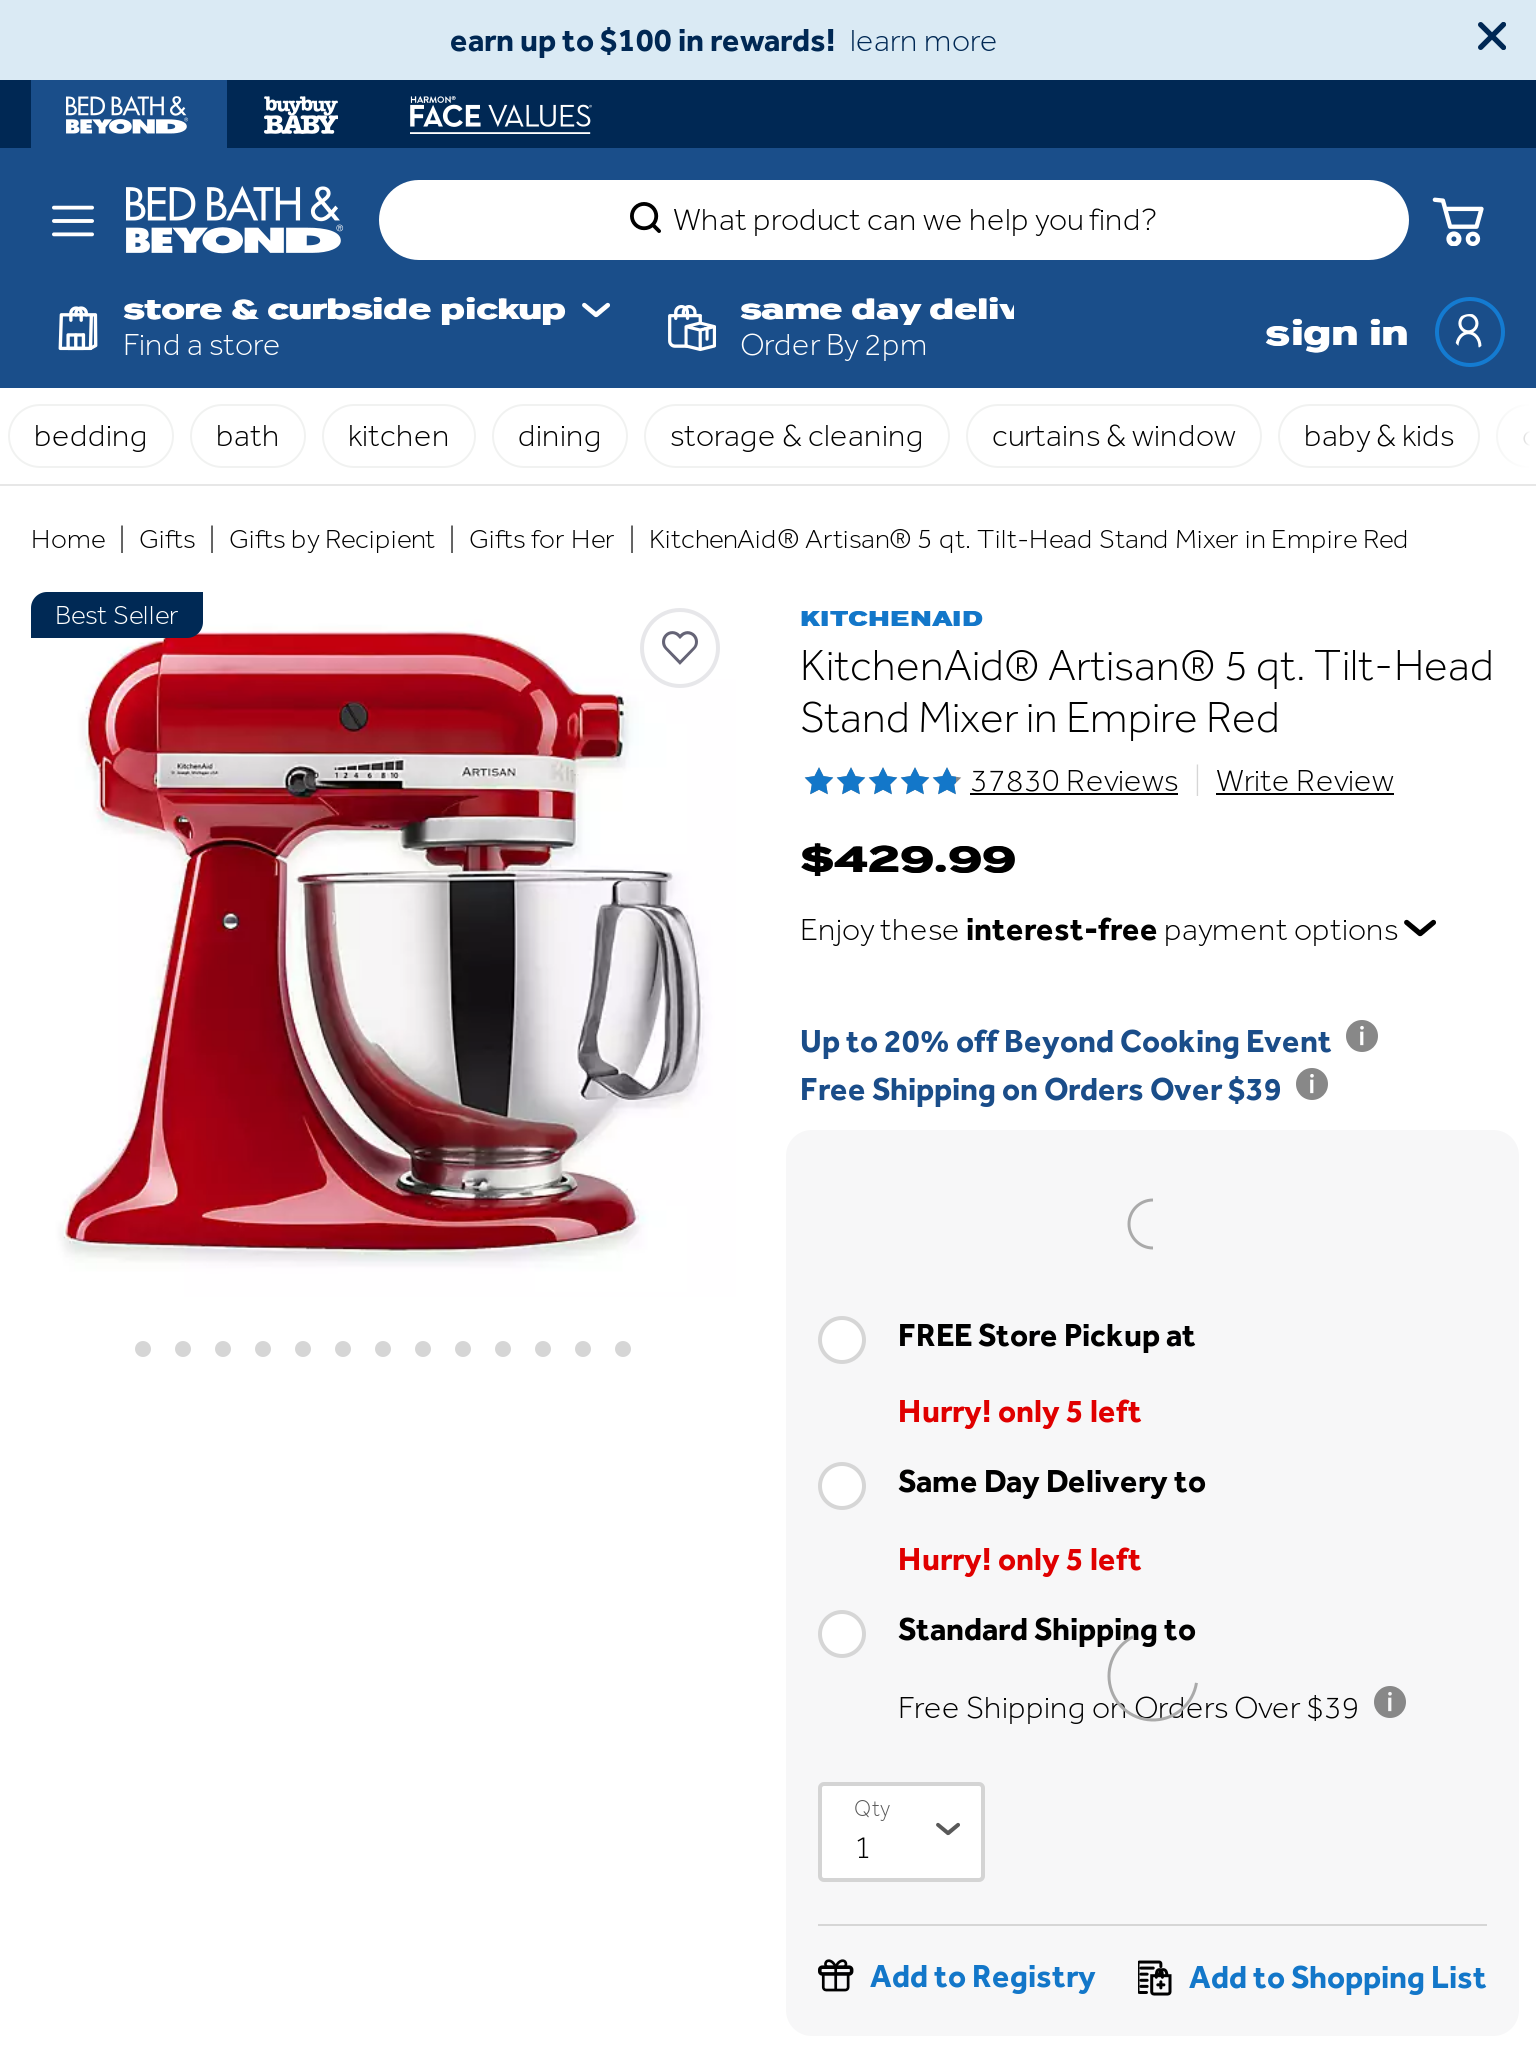 earn up to $100 in rewards! learn more
BED BATH &
BEYOND
buybuy
BABY
HARMON®
FACE VALUES
BED BATH &
BEYOND®
What product can we help you find?
store & curbside pickup
Find a store
same day deliv
Order By 2pm
sign in
bedding
bath
kitchen
dining
storage & cleaning
curtains & window
baby & kids
Home | Gifts | Gifts by Recipient | Gifts for Her | KitchenAid® Artisan® 5 qt. Tilt-Head Stand Mixer in Empire Red
Best Seller
KitchenAid
ARTISAN
1 2 4 6 8 10
KITCHENAID
KitchenAid® Artisan® 5 qt. Tilt-Head
Stand Mixer in Empire Red
37830 Reviews | Write Review
$429.99
Enjoy these interest-free payment options
Up to 20% off Beyond Cooking Event
Free Shipping on Orders Over $39
FREE Store Pickup at
Hurry! only 5 left
Same Day Delivery to
Hurry! only 5 left
Standard Shipping to
Free Shipping on Orders Over $39
Qty
1
Add to Registry
Add to Shopping List